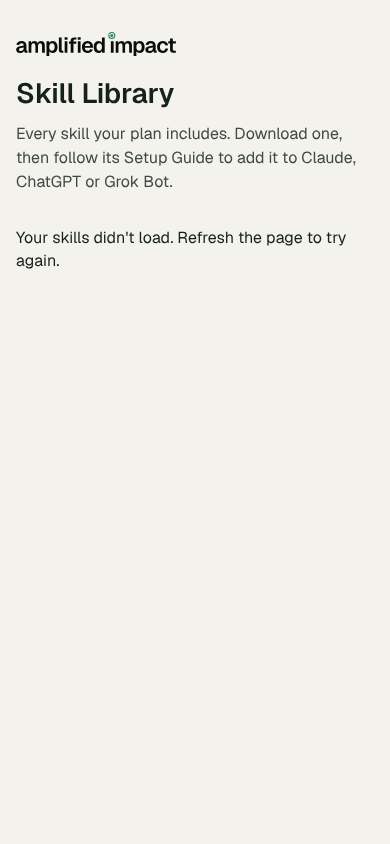 amplified impact
Skill Library
Every skill your plan includes. Download one,
then follow its Setup Guide to add it to Claude,
ChatGPT or Grok Bot.
Your skills didn't load. Refresh the page to try
again.